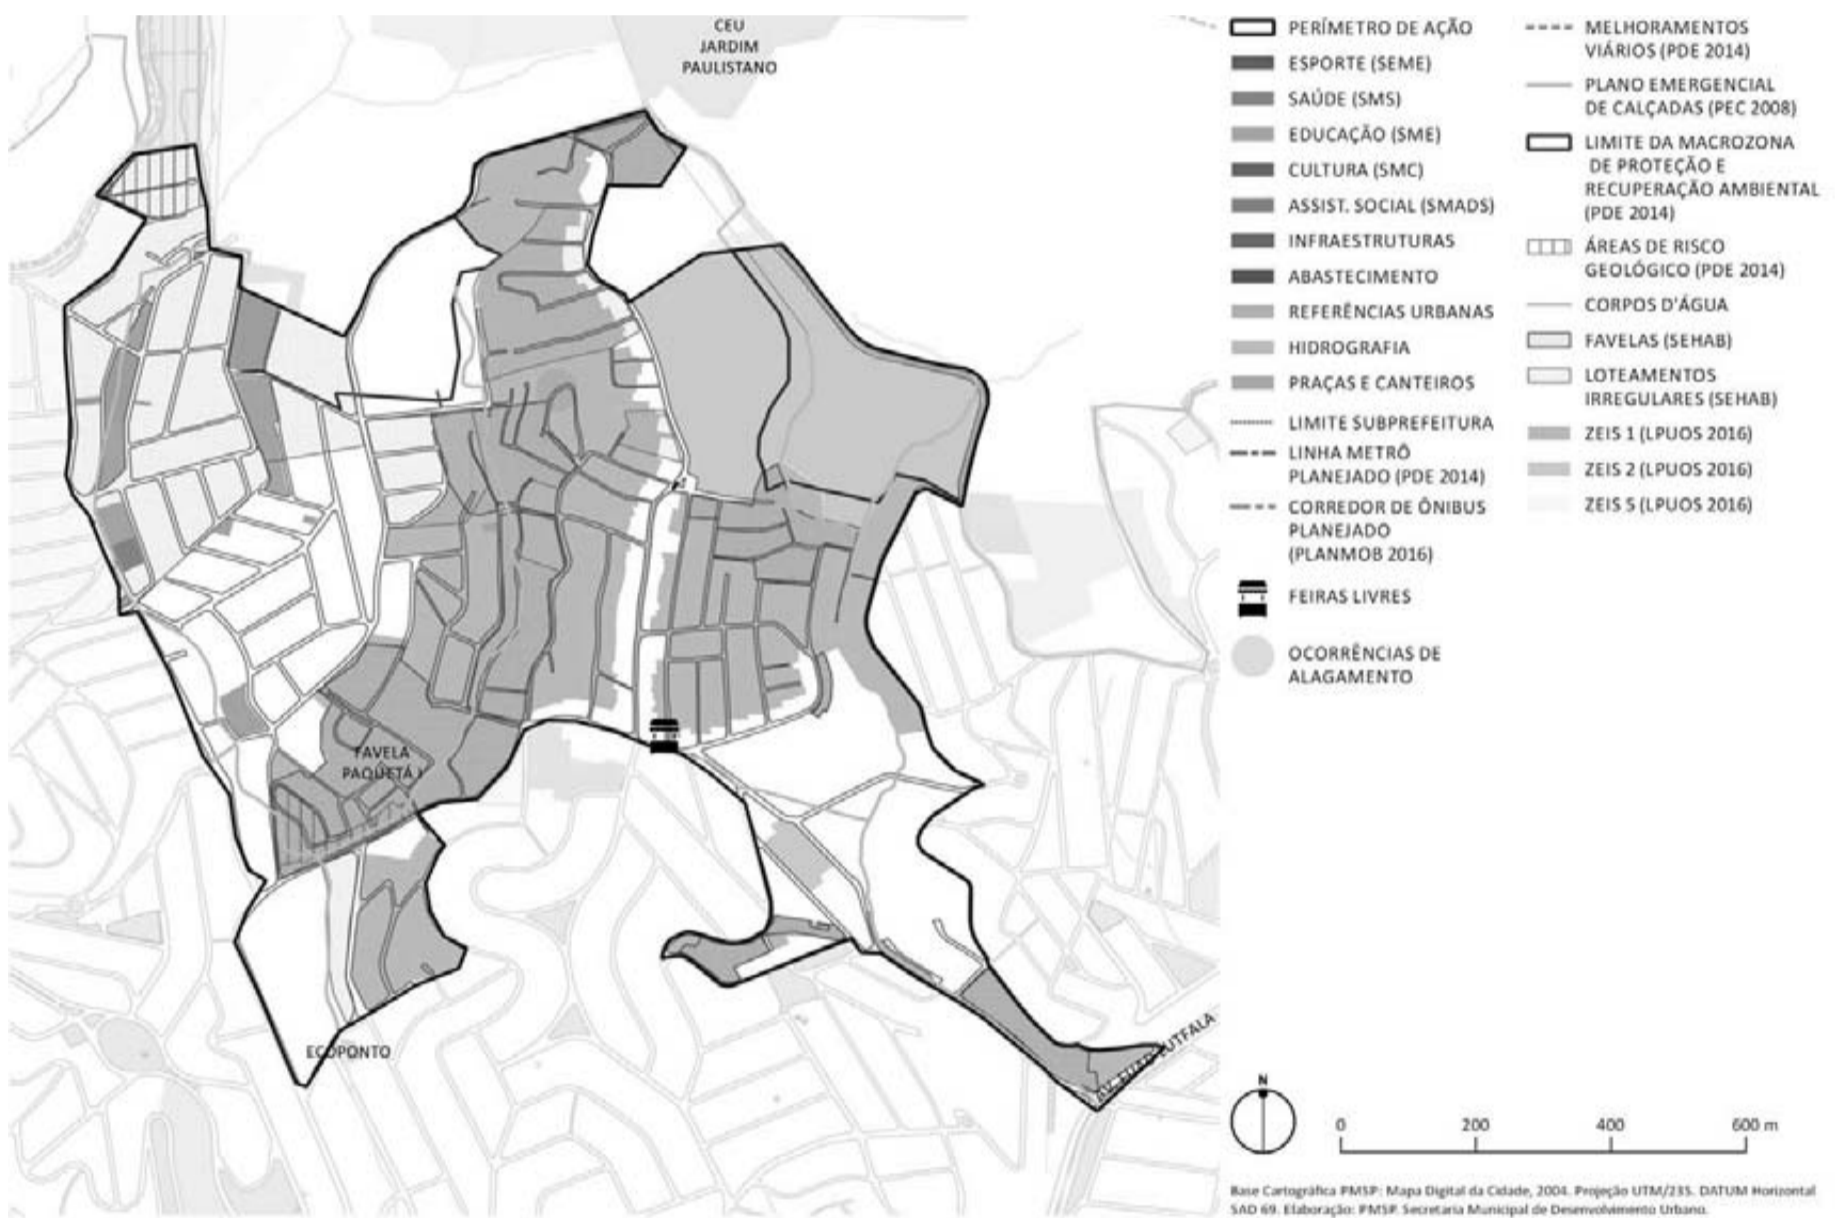 CEU
JARDIM
PAULISTANO
FAVELA
PAQUETÁ I
ECOPONTO
AV. FUAD LUTFALA
PERÍMETRO DE AÇÃO
ESPORTE (SEME)
SAÚDE (SMS)
EDUCAÇÃO (SME)
CULTURA (SMC)
ASSIST. SOCIAL (SMADS)
INFRAESTRUTURAS
ABASTECIMENTO
REFERÊNCIAS URBANAS
HIDROGRAFIA
PRAÇAS E CANTEIROS
LIMITE SUBPREFEITURA
LINHA METRÔ
PLANEJADO (PDE 2014)
CORREDOR DE ÔNIBUS
PLANEJADO
(PLANMOB 2016)
FEIRAS LIVRES
OCORRÊNCIAS DE
ALAGAMENTO
MELHORAMENTOS
VIÁRIOS (PDE 2014)
PLANO EMERGENCIAL
DE CALÇADAS (PEC 2008)
LIMITE DA MACROZONA
DE PROTEÇÃO E
RECUPERAÇÃO AMBIENTAL
(PDE 2014)
ÁREAS DE RISCO
GEOLÓGICO (PDE 2014)
CORPOS D'ÁGUA
FAVELAS (SEHAB)
LOTEAMENTOS
IRREGULARES (SEHAB)
ZEIS 1 (LPUOS 2016)
ZEIS 2 (LPUOS 2016)
ZEIS 5 (LPUOS 2016)
N
0 200 400 600 m
Base Cartográfica PMSP: Mapa Digital da Cidade, 2004. Projeção UTM/23S. DATUM Horizontal
SAD 69. Elaboração: PMSP. Secretaria Municipal de Desenvolvimento Urbano.